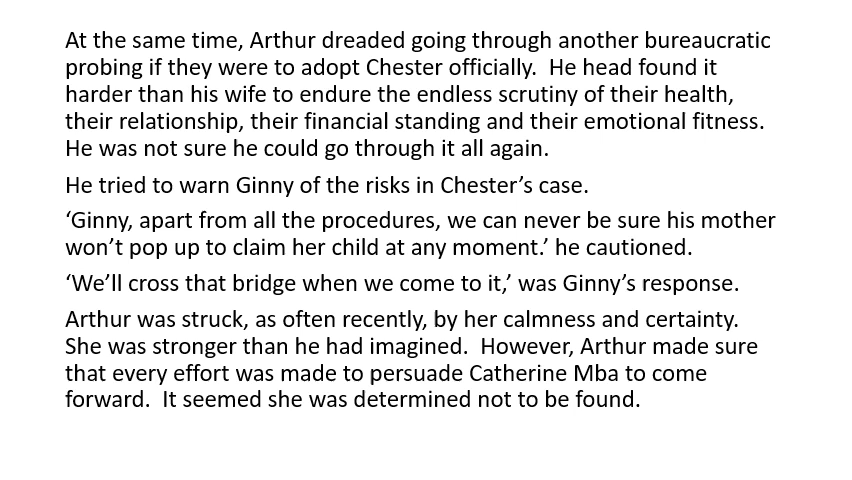 At the same time, Arthur dreaded going through another bureaucratic
probing if they were to adopt Chester officially.  He head found it
harder than his wife to endure the endless scrutiny of their health,
their relationship, their financial standing and their emotional fitness.
He was not sure he could go through it all again.
He tried to warn Ginny of the risks in Chester’s case.
‘Ginny, apart from all the procedures, we can never be sure his mother
won’t pop up to claim her child at any moment.’ he cautioned.
‘We’ll cross that bridge when we come to it,’ was Ginny’s response.
Arthur was struck, as often recently, by her calmness and certainty.
She was stronger than he had imagined.  However, Arthur made sure
that every effort was made to persuade Catherine Mba to come
forward.  It seemed she was determined not to be found.